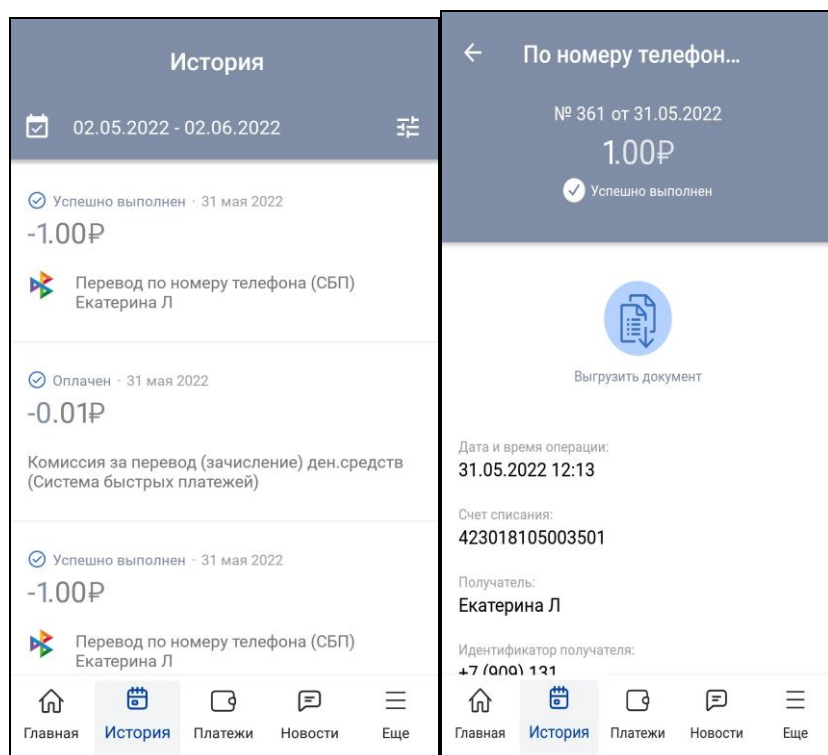 История
02.05.2022 - 02.06.2022
Успешно выполнен · 31 мая 2022
-1.00₽
Перевод по номеру телефона (СБП)
Екатерина Л
Оплачен · 31 мая 2022
-0.01₽
Комиссия за перевод (зачисление) ден.средств
(Система быстрых платежей)
Успешно выполнен · 31 мая 2022
-1.00₽
Перевод по номеру телефона (СБП)
Екатерина Л
Главная История Платежи Новости Еще
По номеру телефон...
№ 361 от 31.05.2022
1.00₽
Успешно выполнен
Выгрузить документ
Дата и время операции:
31.05.2022 12:13
Счет списания:
423018105003501
Получатель:
Екатерина Л
Идентификатор получателя:
+7 (909) 131
Главная История Платежи Новости Еще